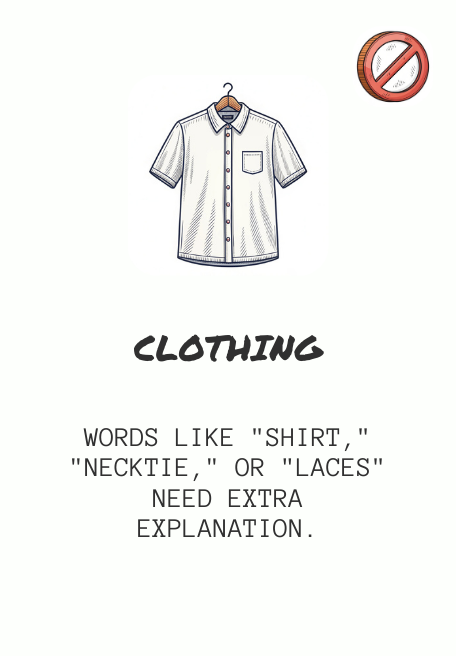 CLOTHING
WORDS LIKE "SHIRT,"
"NECKTIE," OR "LACES"
NEED EXTRA
EXPLANATION.